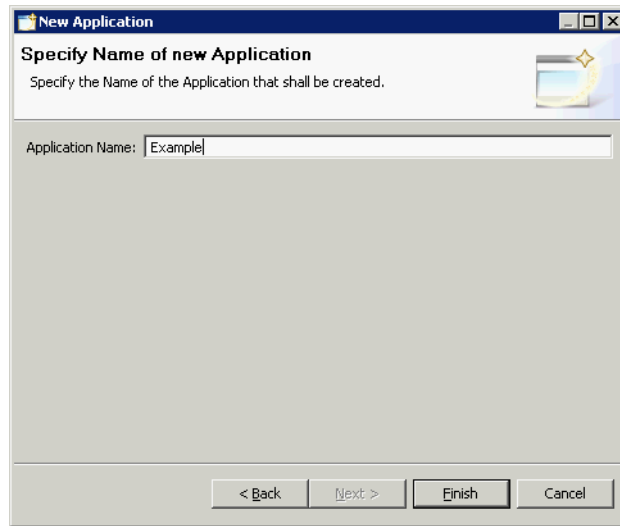 New Application
Specify Name of new Application
Specify the Name of the Application that shall be created.
Application Name: Example
< Back Next > Finish Cancel